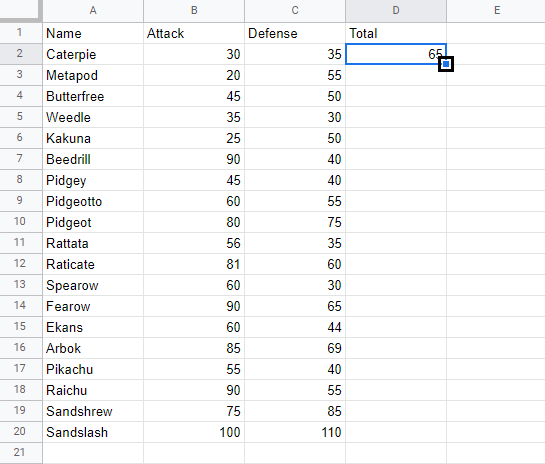 A B C D E
1 Name Attack Defense Total
2 Caterpie 30 35 65
3 Metapod 20 55
4 Butterfree 45 50
5 Weedle 35 30
6 Kakuna 25 50
7 Beedrill 90 40
8 Pidgey 45 40
9 Pidgeotto 60 55
10 Pidgeot 80 75
11 Rattata 56 35
12 Raticate 81 60
13 Spearow 60 30
14 Fearow 90 65
15 Ekans 60 44
16 Arbok 85 69
17 Pikachu 55 40
18 Raichu 90 55
19 Sandshrew 75 85
20 Sandslash 100 110
21